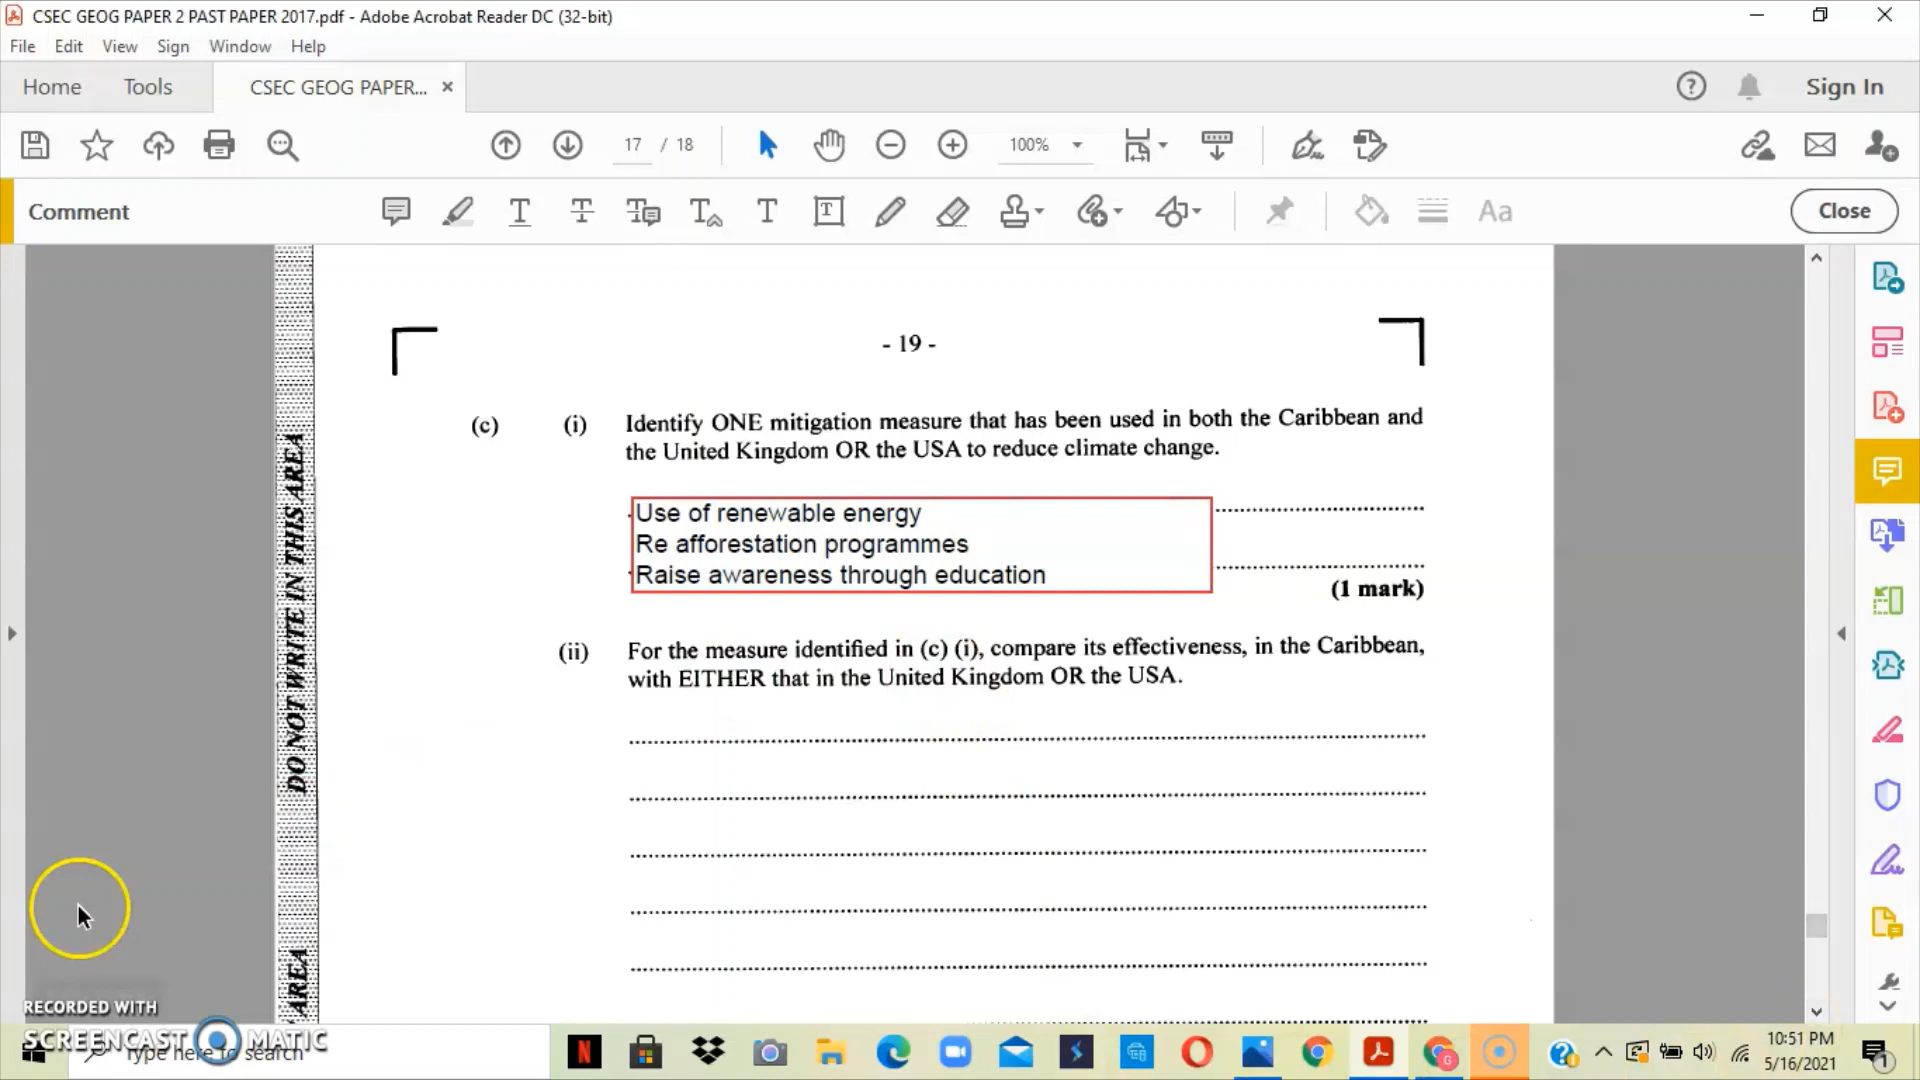 CSEC GEOG PAPER 2 PAST PAPER 2017.pdf - Adobe Acrobat Reader DC (32-bit)
File Edit View Sign Window Help
Home Tools CSEC GEOG PAPER... × Sign In
17 / 18 100%
Comment Close
- 19 -
(c) (i) Identify ONE mitigation measure that has been used in both the Caribbean and
the United Kingdom OR the USA to reduce climate change.
Use of renewable energy
Re afforestation programmes
Raise awareness through education
(1 mark)
(ii) For the measure identified in (c) (i), compare its effectiveness, in the Caribbean,
with EITHER that in the United Kingdom OR the USA.
DO NOT WRITE IN THIS AREA
AREA
RECORDED WITH
SCREENCAST MATIC
Type here to search
10:51 PM
5/16/2021
1